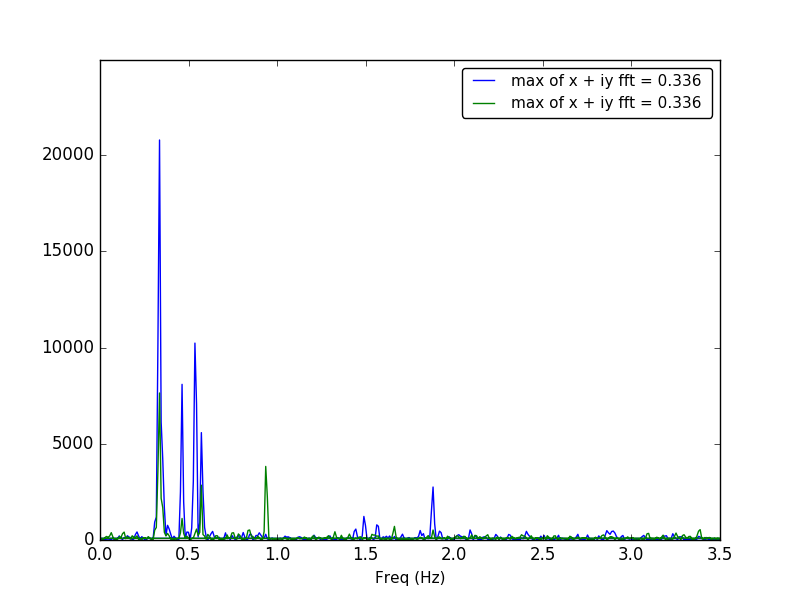 max of x + iy fft = 0.336
max of x + iy fft = 0.336
20000
15000
10000
5000
0
0.0 0.5 1.0 1.5 2.0 2.5 3.0 3.5
Freq (Hz)